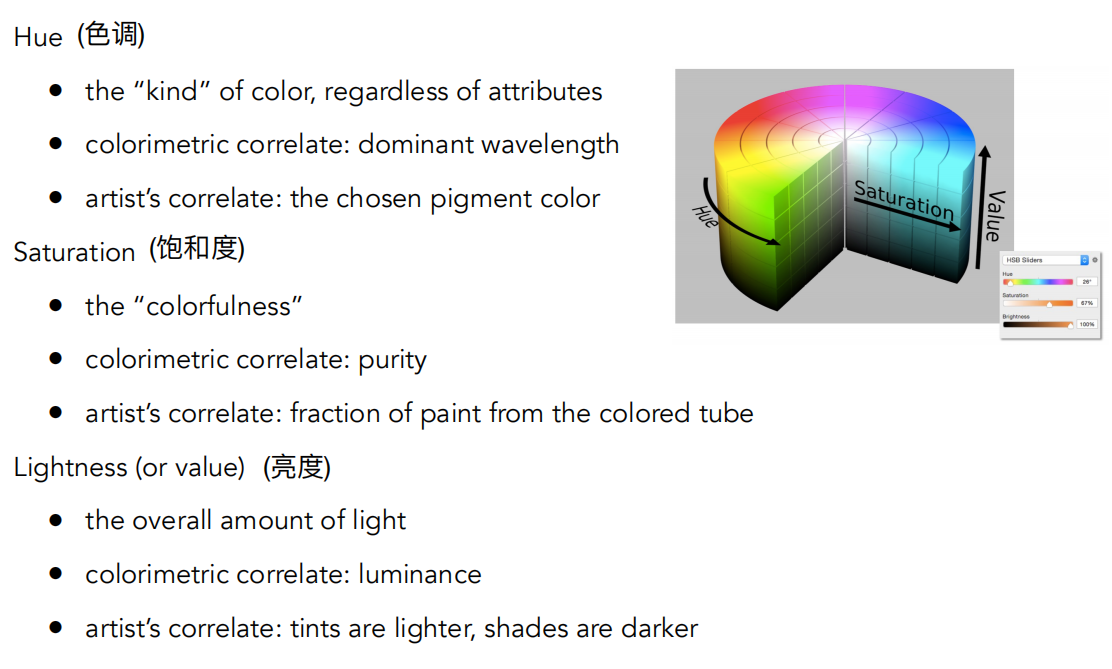 Hue (色调)
● the “kind” of color, regardless of attributes
● colorimetric correlate: dominant wavelength
● artist’s correlate: the chosen pigment color
Saturation (饱和度)
● the “colorfulness”
● colorimetric correlate: purity
● artist’s correlate: fraction of paint from the colored tube
Lightness (or value) (亮度)
● the overall amount of light
● colorimetric correlate: luminance
● artist’s correlate: tints are lighter, shades are darker
Hue
Saturation
Value
HSB Sliders
Hue
26°
Saturation
67%
Brightness
100%